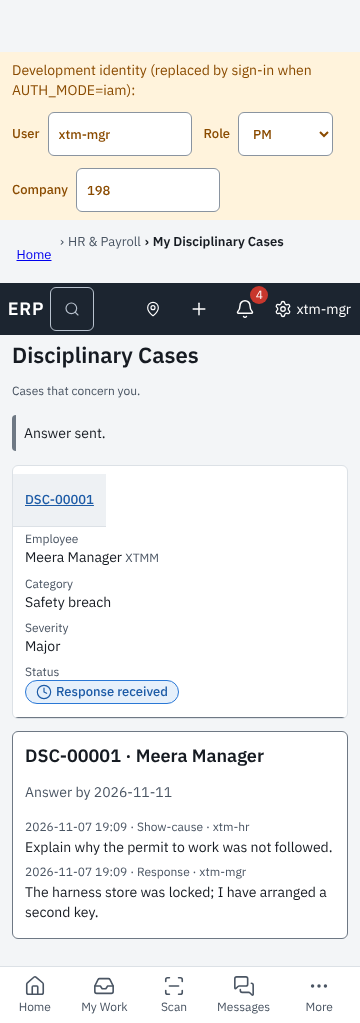 Development identity (replaced by sign-in when
AUTH_MODE=iam):
User xtm-mgr Role PM
Company 198
Home › HR & Payroll › My Disciplinary Cases
ERP 4 xtm-mgr
Disciplinary Cases
Cases that concern you.
Answer sent.
DSC-00001
Employee
Meera Manager XTMM
Category
Safety breach
Severity
Major
Status
Response received
DSC-00001 · Meera Manager
Answer by 2026-11-11
2026-11-07 19:09 · Show-cause · xtm-hr
Explain why the permit to work was not followed.
2026-11-07 19:09 · Response · xtm-mgr
The harness store was locked; I have arranged a
second key.
Home My Work Scan Messages More